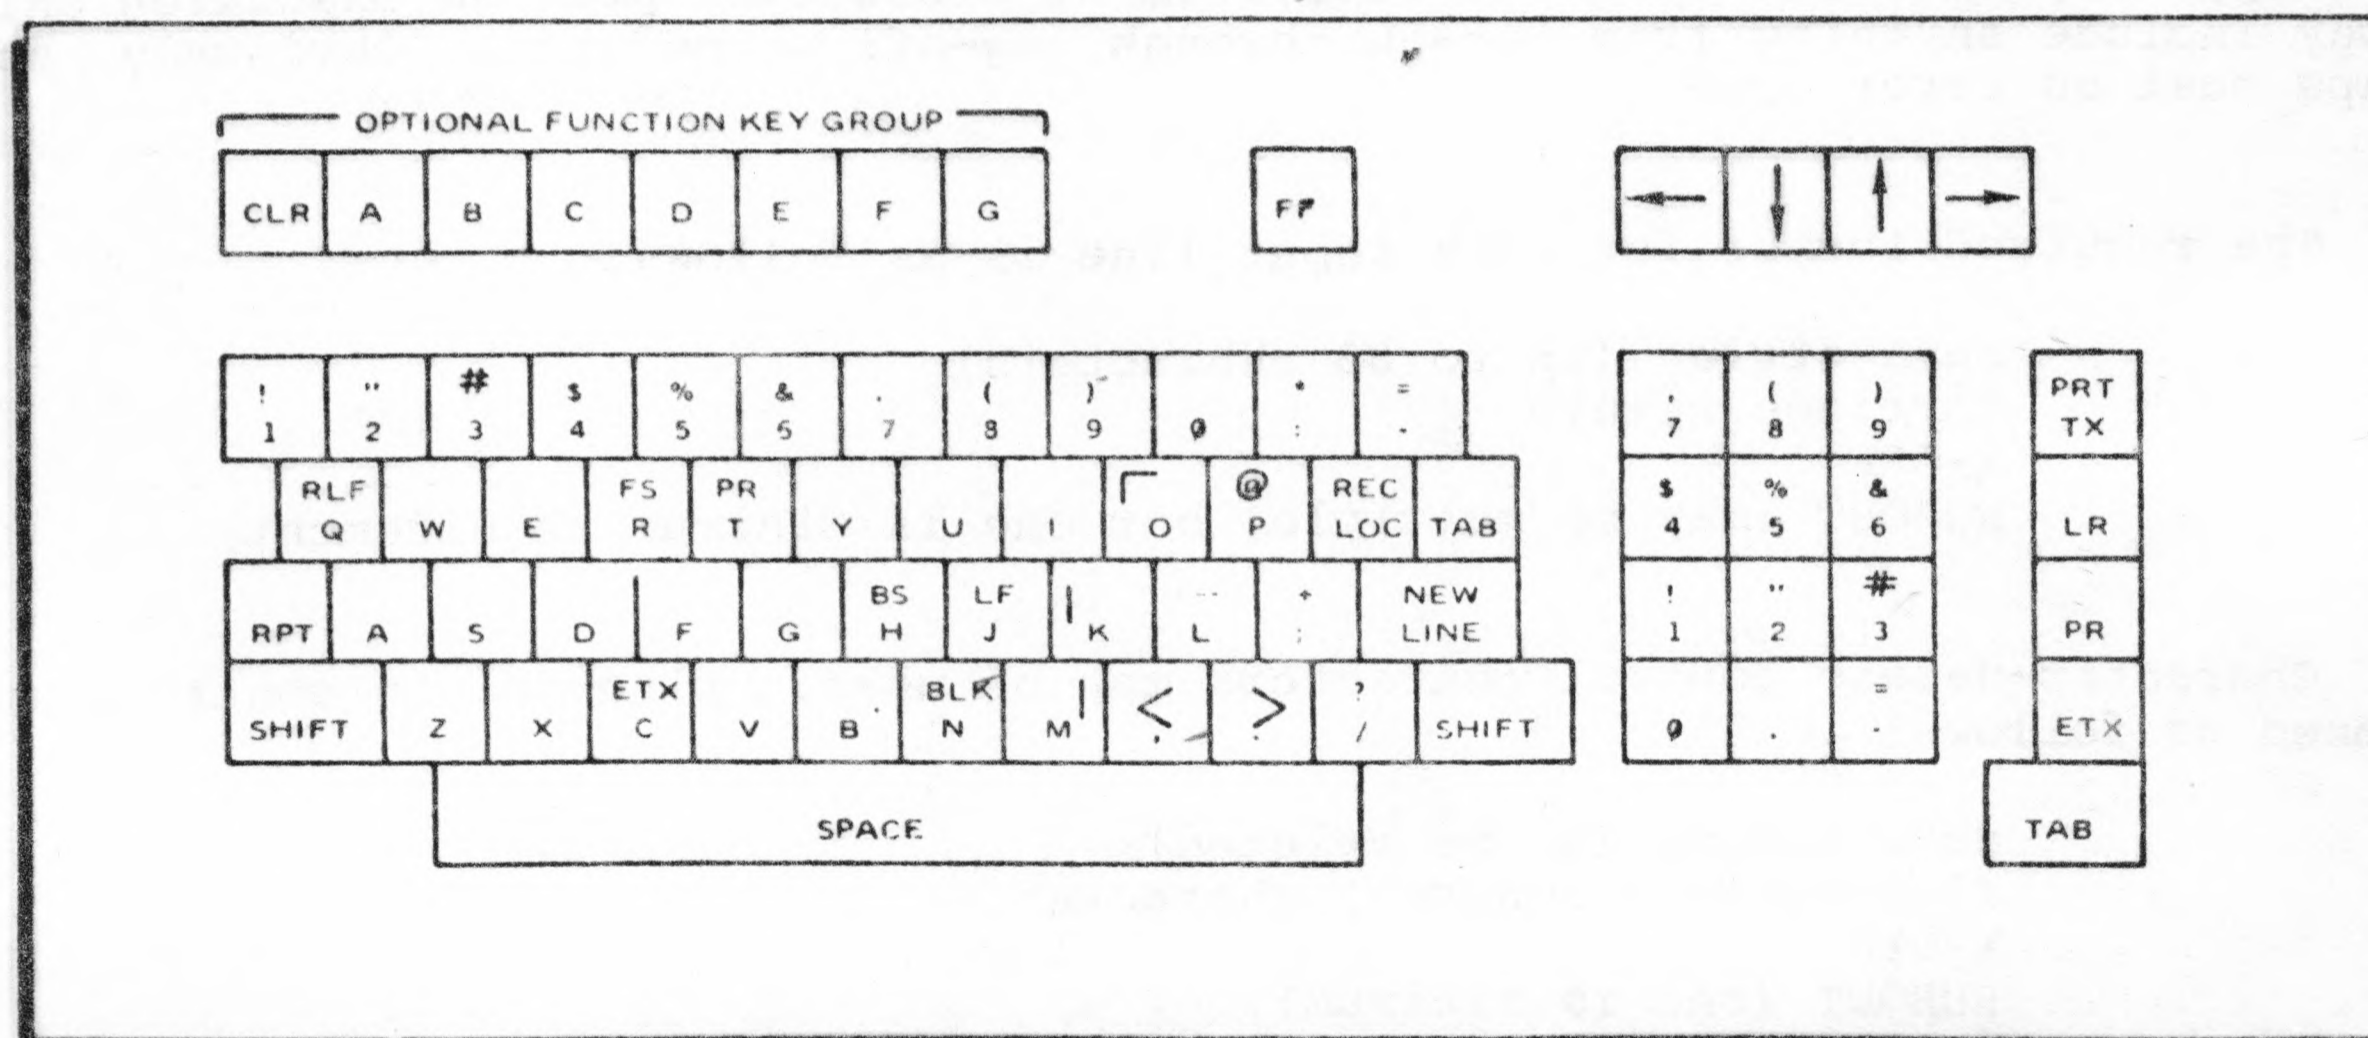 OPTIONAL FUNCTION KEY GROUP
CLR A B C D E F G
← ↓ ↑ →
! " # $ % & . ( ) * =
1 2 3 4 5 5 7 8 9 0 : -
RLF FS PR @ REC
Q W E R T Y U I O P LOC TAB
BS LF + NEW
RPT A S D F G H J K L ; LINE
ETX BLK < > ?
SHIFT Z X C V B N M , . / SHIFT
SPACE
, ( )
7 8 9
$ % &
4 5 6
! " #
1 2 3
=
0 . -
PRT
TX
LR
PR
ETX
TAB